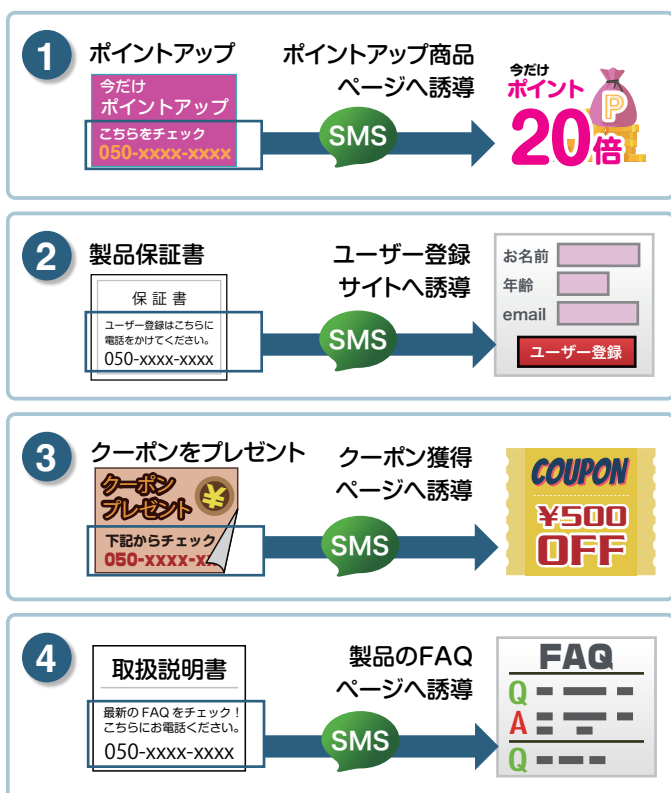 1
ポイントアップ
今だけ
ポイントアップ
こちらをチェック
050-xxxx-xxxx
ポイントアップ商品
ページへ誘導
SMS
今だけ
ポイント
20倍
P
2
製品保証書
保証書
ユーザー登録はこちらに
電話をかけてください。
050-xxxx-xxxx
ユーザー登録
サイトへ誘導
SMS
お名前
年齢
email
ユーザー登録
3
クーポンをプレゼント
クーポン
プレゼント
¥
下記からチェック
050-xxxx-x
クーポン獲得
ページへ誘導
SMS
COUPON
¥500
OFF
4
取扱説明書
最新のFAQをチェック!
こちらにお電話ください。
050-xxxx-xxxx
製品のFAQ
ページへ誘導
SMS
FAQ
Q
A
Q